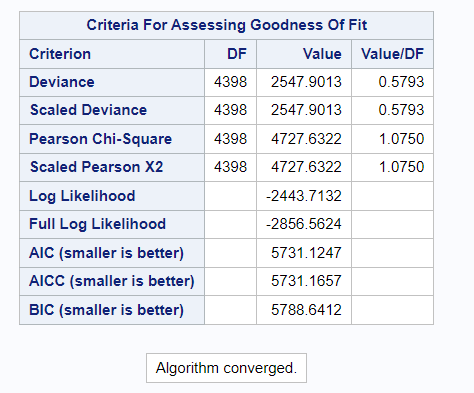 Criteria For Assessing Goodness Of Fit
Criterion DF Value Value/DF
Deviance 4398 2547.9013 0.5793
Scaled Deviance 4398 2547.9013 0.5793
Pearson Chi-Square 4398 4727.6322 1.0750
Scaled Pearson X2 4398 4727.6322 1.0750
Log Likelihood -2443.7132
Full Log Likelihood -2856.5624
AIC (smaller is better) 5731.1247
AICC (smaller is better) 5731.1657
BIC (smaller is better) 5788.6412
Algorithm converged.